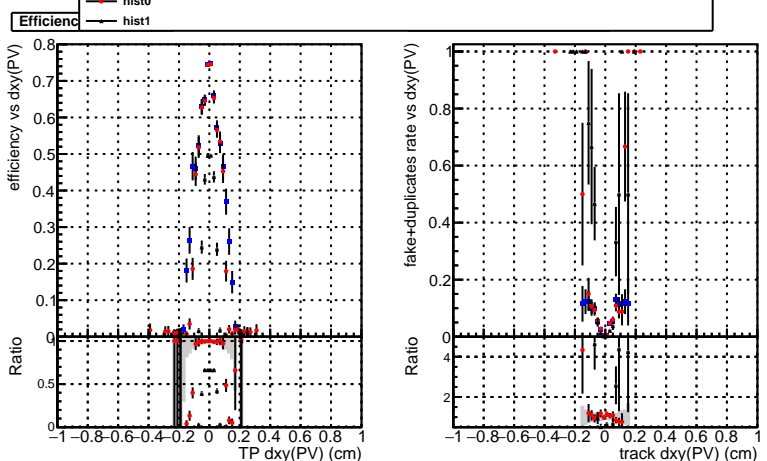 hist0
Efficienc
hist1
efficiency vs dxy(PV)
0.8
0.7
0.6
0.5
0.4
0.3
0.2
0.1
0
Ratio
1
0.5
0
−1 −0.8 −0.6 −0.4 −0.2 0 0.2 0.4 0.6 0.8 1
TP dxy(PV) (cm)
fake+duplicates rate vs dxy(PV)
1
0.8
0.6
0.4
0.2
0
Ratio
4
2
−1 −0.8 −0.6 −0.4 −0.2 0 0.2 0.4 0.6 0.8 1
track dxy(PV) (cm)